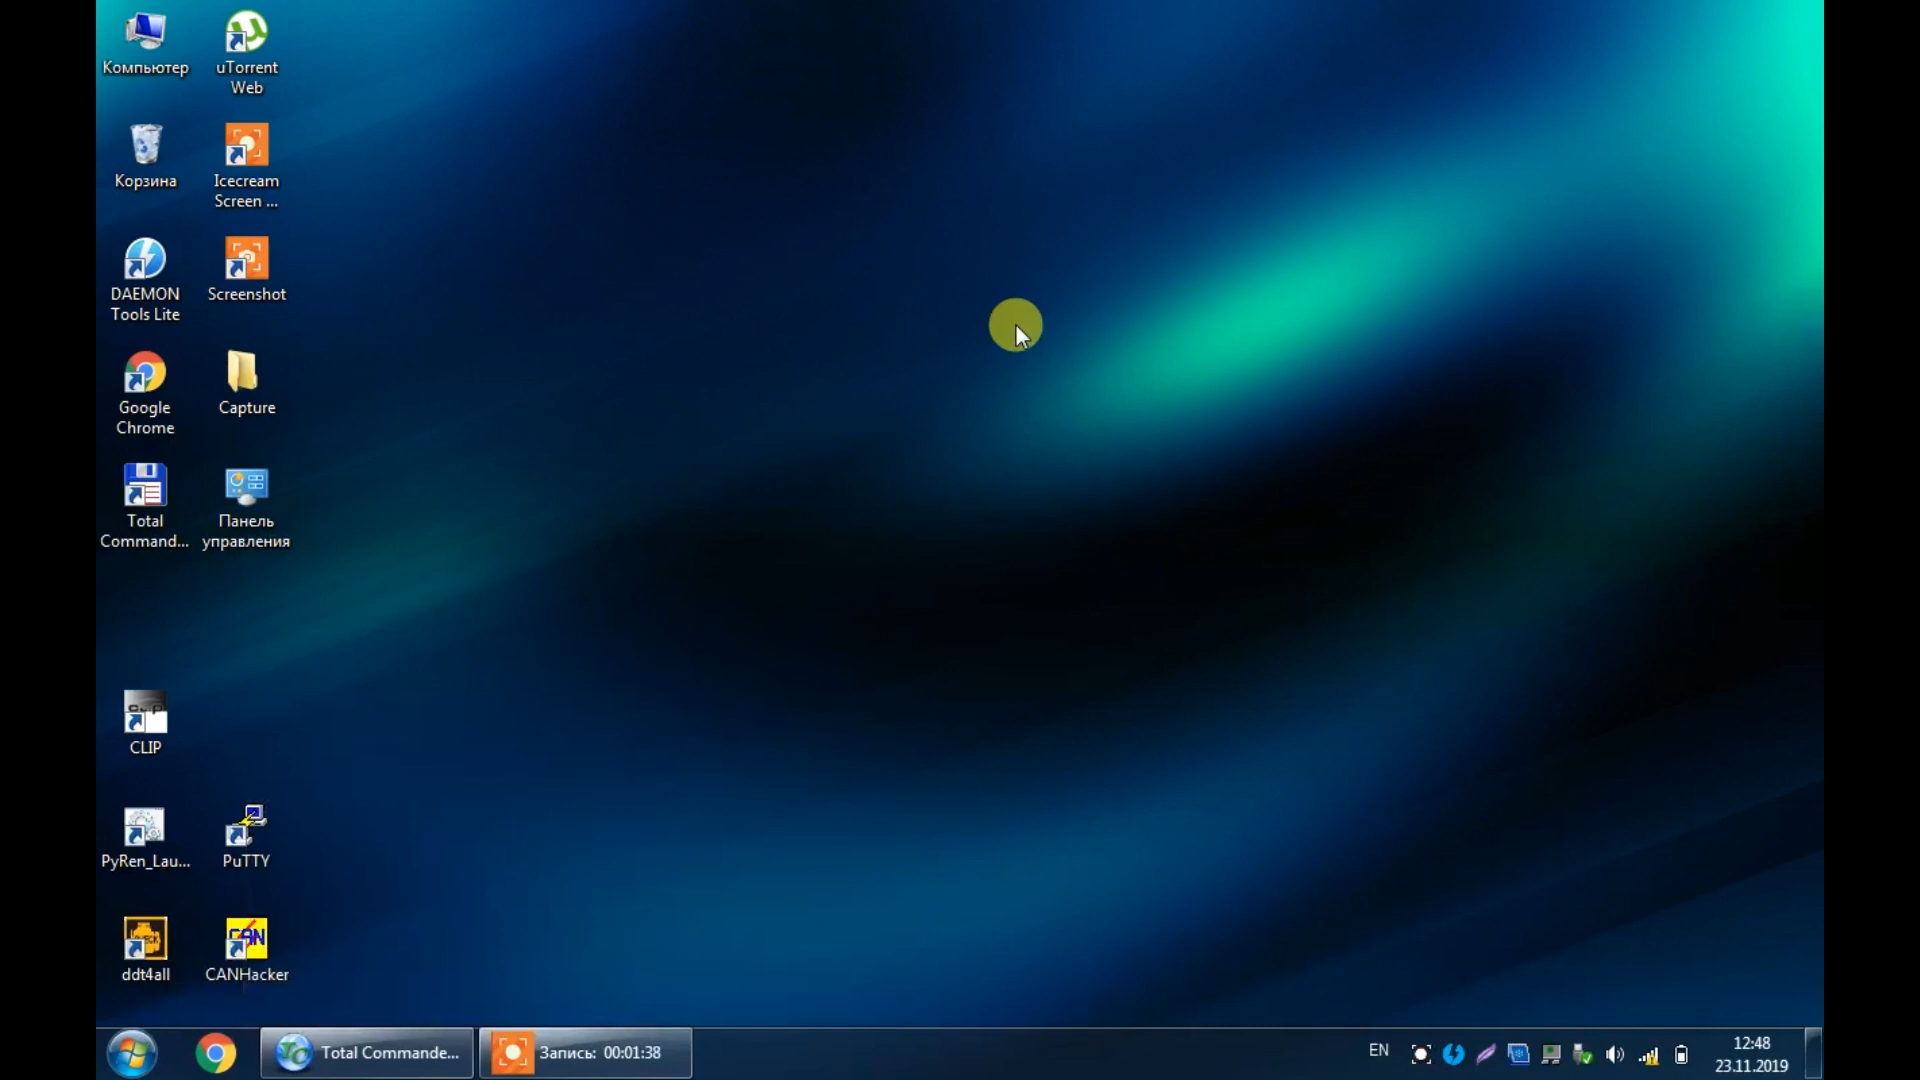 Компьютер
uTorrent
Web
Корзина
Icecream
Screen ...
DAEMON
Tools Lite
Screenshot
Google
Chrome
Capture
Total
Command...
Панель
управления
CLIP
PyRen_Lau...
PuTTY
ddt4all
CAN
CANHacker
Total Commande...
Запись: 00:01:38
EN
12:48
23.11.2019